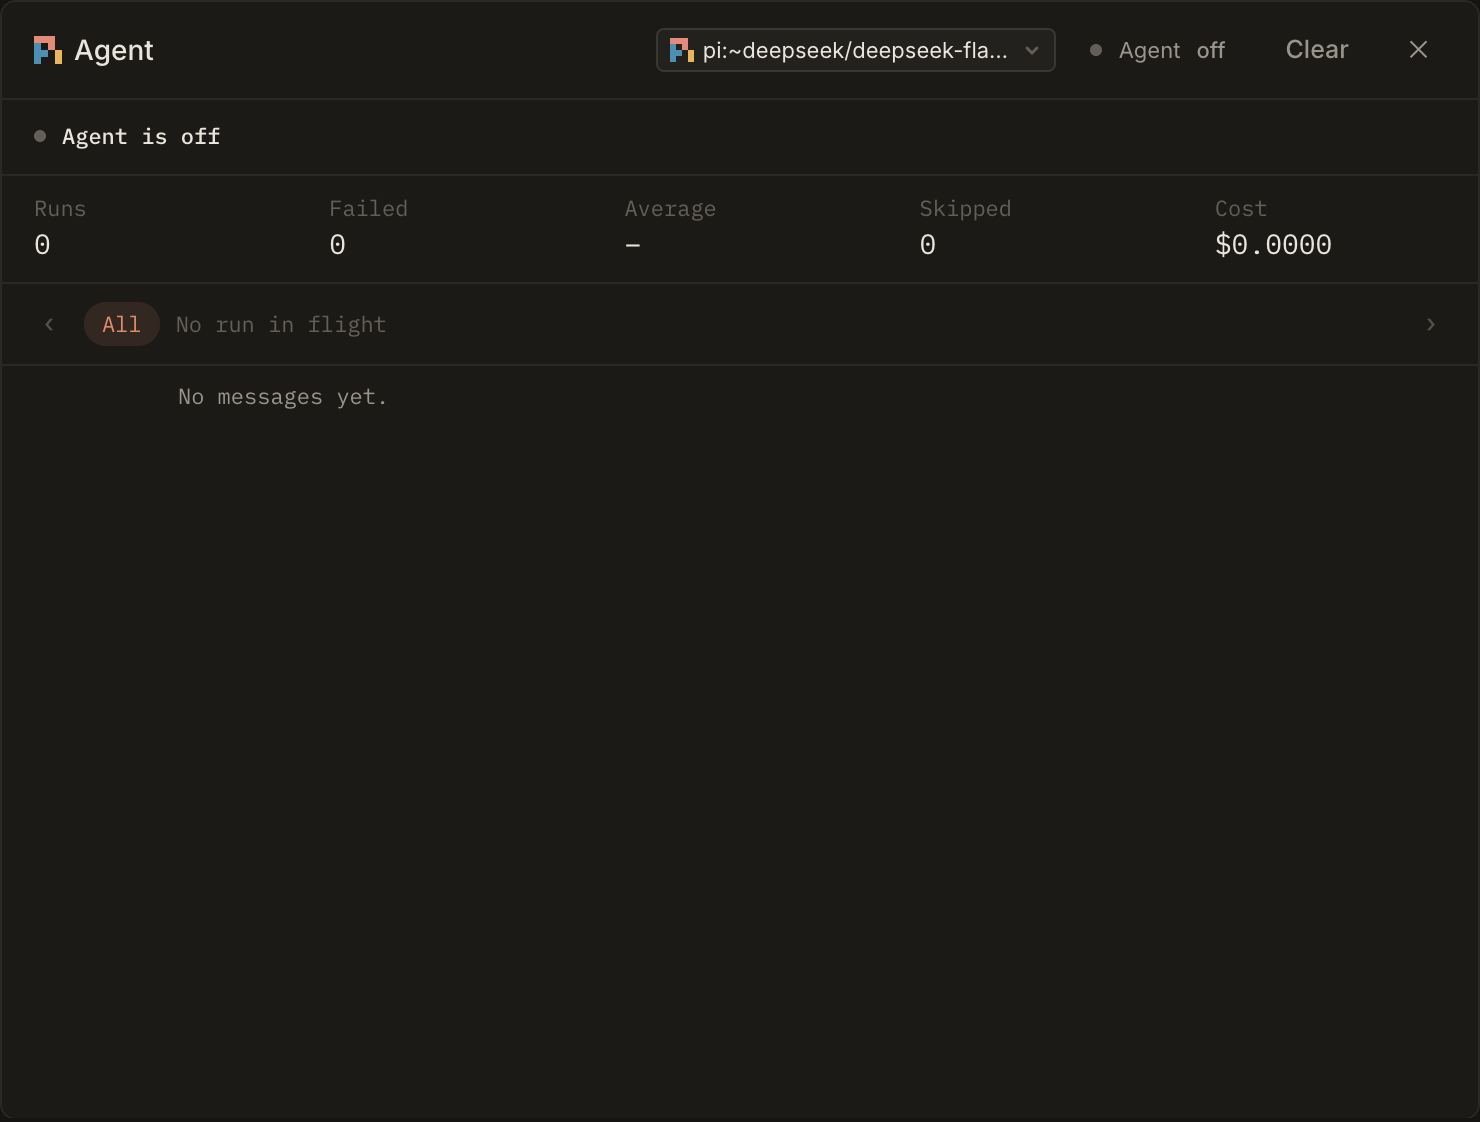 Agent
pi:~deepseek/deepseek-fla...
Agent off
Clear
Agent is off
Runs
0
Failed
0
Average
–
Skipped
0
Cost
$0.0000
All
No run in flight
No messages yet.